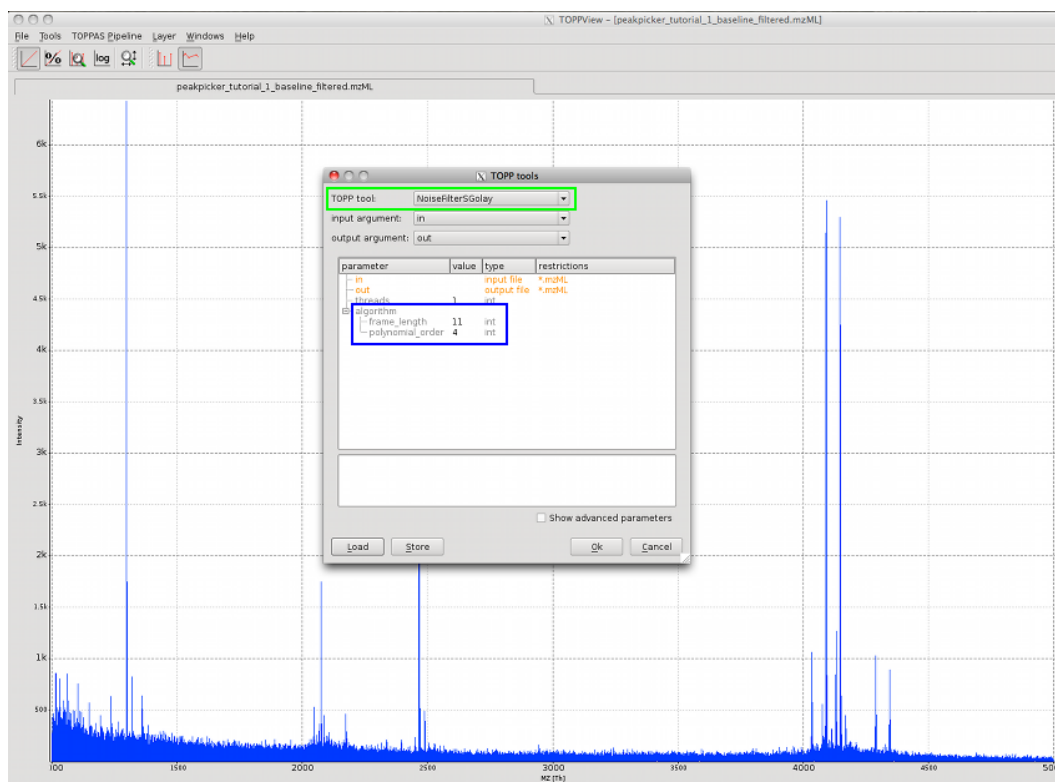 TOPPView – [peakpicker_tutorial_1_baseline_filtered.mzML]
File Tools TOPPAS Pipeline Layer Windows Help
% log
peakpicker_tutorial_1_baseline_filtered.mzML
TOPP tools
TOPP tool: NoiseFilterSGolay
input argument: in
output argument: out
parameter value type restrictions
in input file *.mzML
out output file *.mzML
threads 1 int
algorithm
frame_length 11 int
polynomial_order 4 int
Show advanced parameters
Load Store Ok Cancel
6k
5.5k
5k
4.5k
4k
3.5k
3k
2.5k
2k
1.5k
1k
500
Intensity
00 1500 2000 2500 3000 3500 4000 4500 50
MZ [Th]